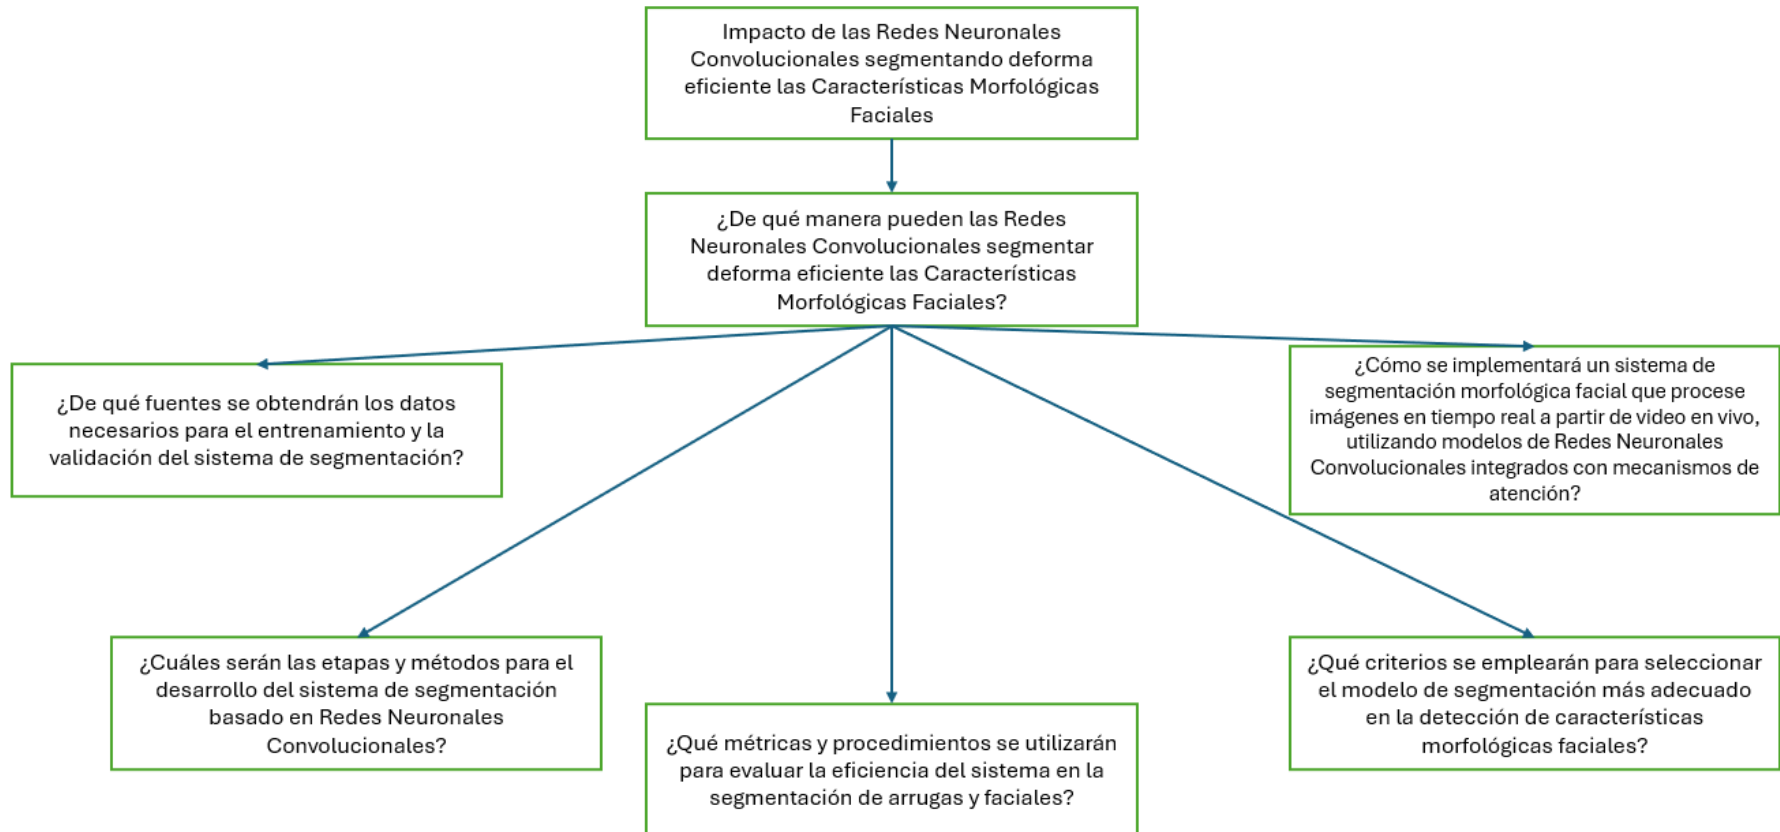 Impacto de las Redes Neuronales
Convolucionales segmentando deforma
eficiente las Características Morfológicas
Faciales
¿De qué manera pueden las Redes
Neuronales Convolucionales segmentar
deforma eficiente las Características
Morfológicas Faciales?
¿De qué fuentes se obtendrán los datos
necesarios para el entrenamiento y la
validación del sistema de segmentación?
¿Cómo se implementará un sistema de
segmentación morfológica facial que procese
imágenes en tiempo real a partir de video en vivo,
utilizando modelos de Redes Neuronales
Convolucionales integrados con mecanismos de
atención?
¿Cuáles serán las etapas y métodos para el
desarrollo del sistema de segmentación
basado en Redes Neuronales
Convolucionales?
¿Qué métricas y procedimientos se utilizarán
para evaluar la eficiencia del sistema en la
segmentación de arrugas y faciales?
¿Qué criterios se emplearán para seleccionar
el modelo de segmentación más adecuado
en la detección de características
morfológicas faciales?